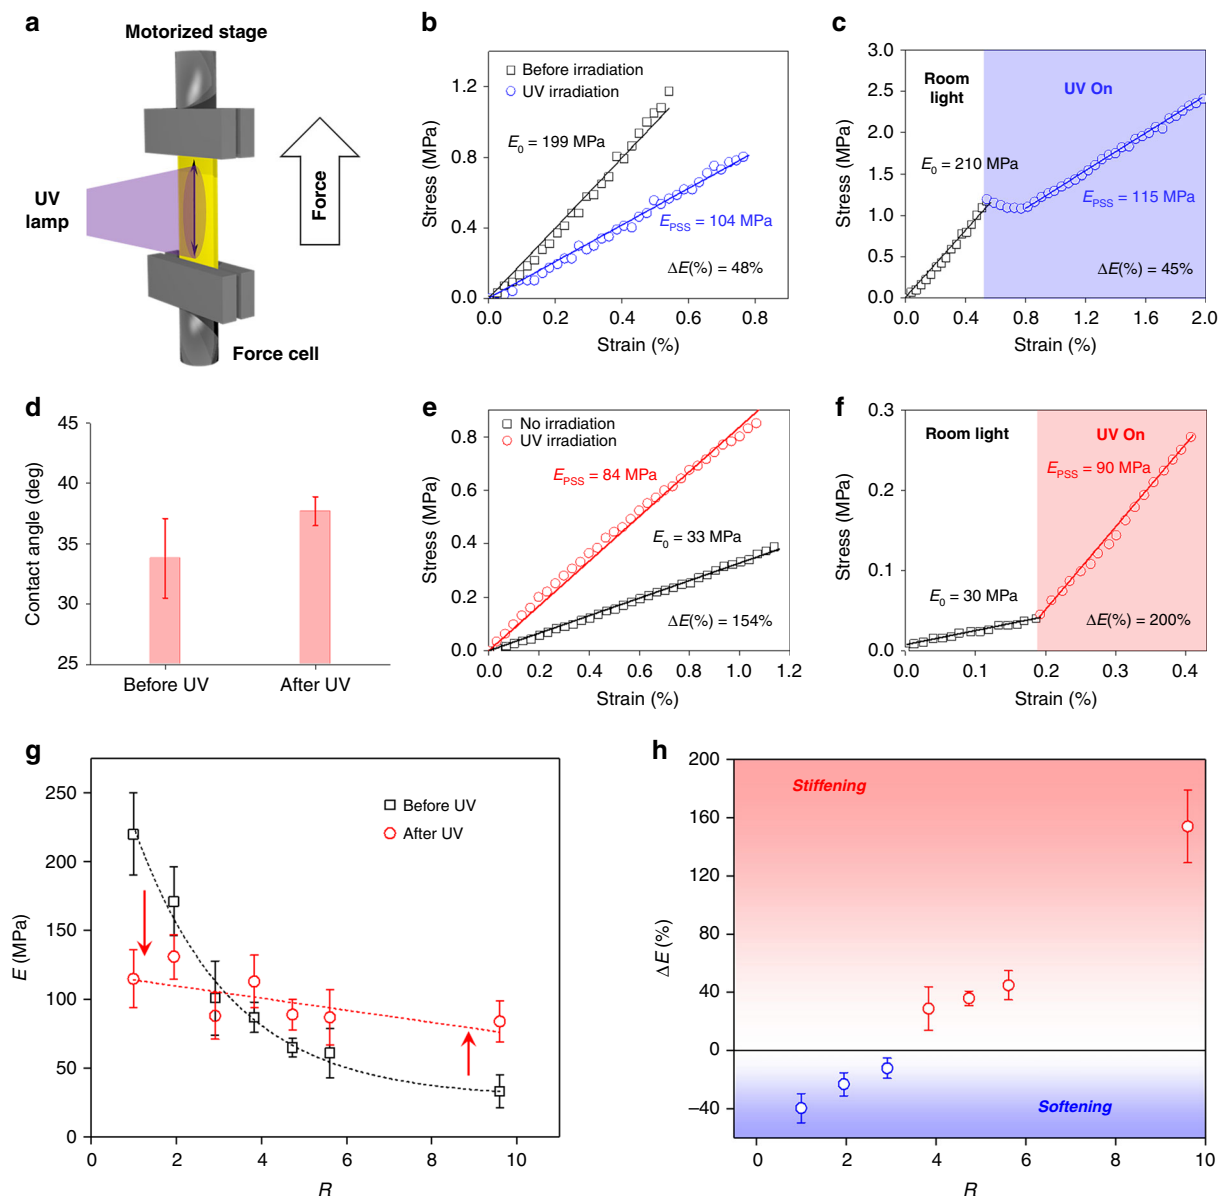 a
Motorized stage
UV
lamp
Force
Force cell
b
Stress (MPa)
1.2
0.8
0.4
0.0
Before irradiation
UV irradiation
E0 = 199 MPa
EPSS = 104 MPa
ΔE(%) = 48%
0.0 0.2 0.4 0.6 0.8
Strain (%)
c
Stress (MPa)
3.0
2.5
2.0
1.5
1.0
0.5
0.0
Room
light
UV On
E0 = 210 MPa
EPSS = 115 MPa
ΔE(%) = 45%
0.0 0.4 0.8 1.2 1.6 2.0
Strain (%)
d
Contact angle (deg)
45
40
35
30
25
Before UV After UV
e
Stress (MPa)
0.8
0.6
0.4
0.2
0.0
No irradiation
UV irradiation
EPSS = 84 MPa
E0 = 33 MPa
ΔE(%) = 154%
0.0 0.2 0.4 0.6 0.8 1.0 1.2
Strain (%)
f
Stress (MPa)
0.3
0.2
0.1
0.0
Room light
UV On
EPSS = 90 MPa
E0 = 30 MPa
ΔE(%) = 200%
0.0 0.1 0.2 0.3 0.4
Strain (%)
g
E (MPa)
250
200
150
100
50
0
Before UV
After UV
0 2 4 6 8 10
R
h
ΔE (%)
200
160
120
80
40
0
−40
Stiffening
Softening
0 2 4 6 8 10
R